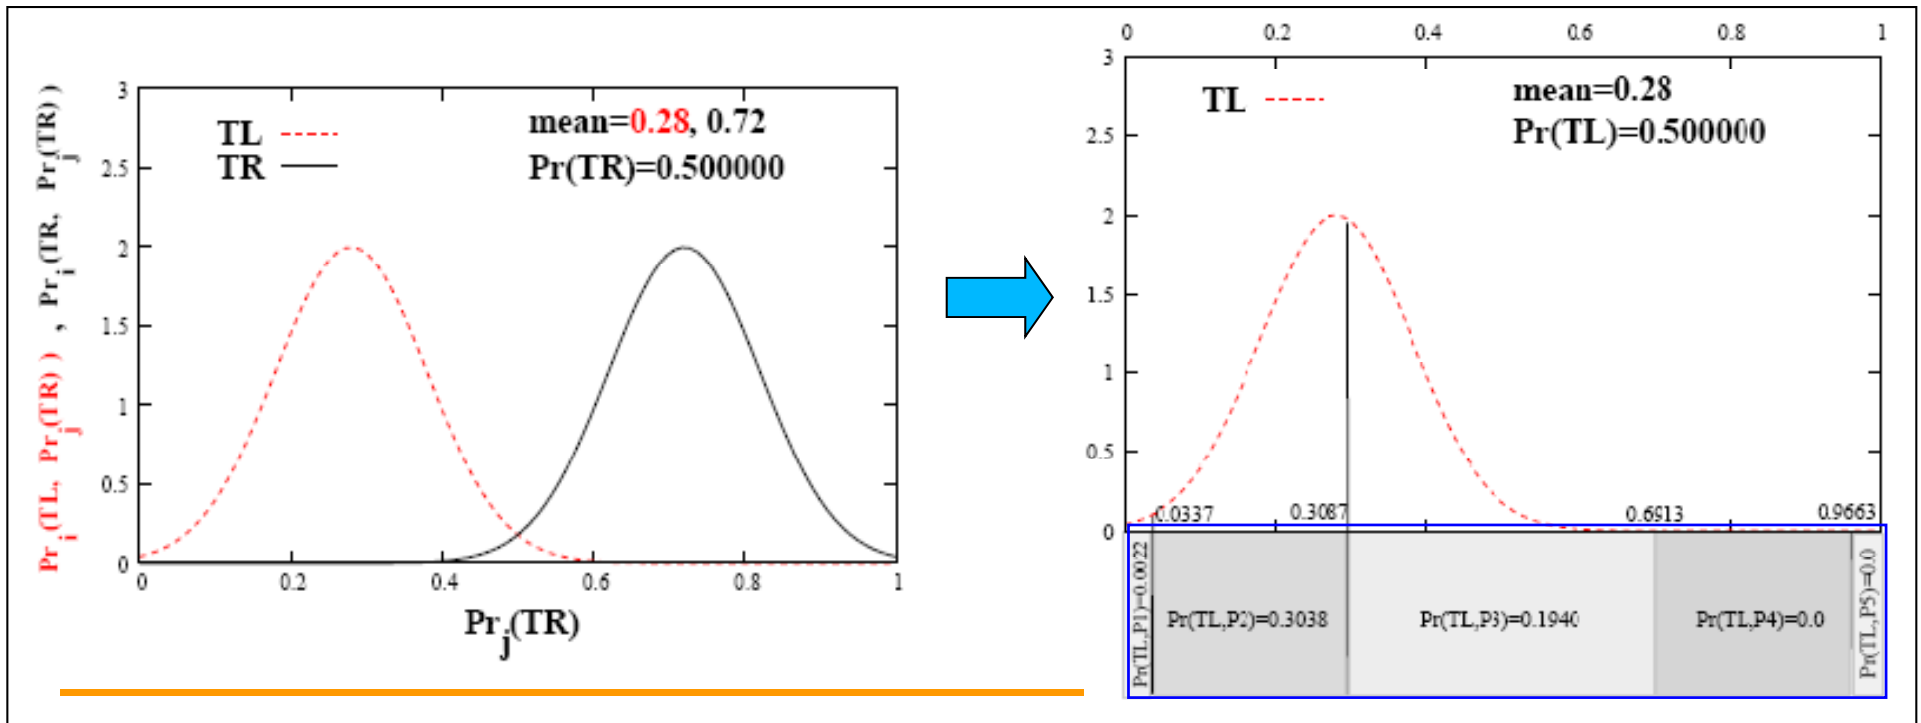 Pr_i(TL, Pr_j(TR)) , Pr_i(TR, Pr_j(TR))
3
2.5
2
1.5
1
0.5
0
TL
TR
mean=0.28, 0.72
Pr(TR)=0.500000
0 0.2 0.4 0.6 0.8 1
Pr_j(TR)
0 0.2 0.4 0.6 0.8 1
3
2.5
2
1.5
1
0.5
0
TL
mean=0.28
Pr(TL)=0.500000
0.0337 0.3087 0.6913 0.9663
Pr(TL,P1)=0.0022
Pr(TL,P2)=0.3038
Pr(TL,P3)=0.1940
Pr(TL,P4)=0.0
Pr(TL,P5)=0.0